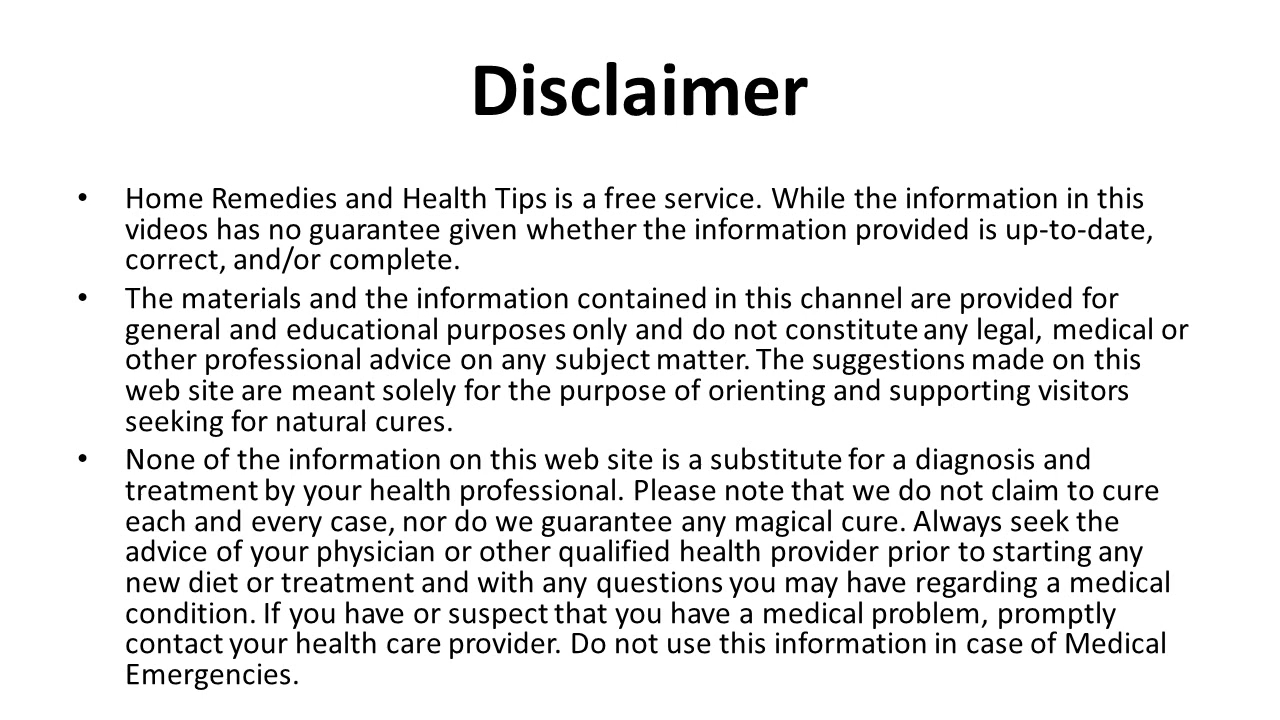 Disclaimer
• Home Remedies and Health Tips is a free service. While the information in this
videos has no guarantee given whether the information provided is up-to-date,
correct, and/or complete.
• The materials and the information contained in this channel are provided for
general and educational purposes only and do not constitute any legal, medical or
other professional advice on any subject matter. The suggestions made on this
web site are meant solely for the purpose of orienting and supporting visitors
seeking for natural cures.
• None of the information on this web site is a substitute for a diagnosis and
treatment by your health professional. Please note that we do not claim to cure
each and every case, nor do we guarantee any magical cure. Always seek the
advice of your physician or other qualified health provider prior to starting any
new diet or treatment and with any questions you may have regarding a medical
condition. If you have or suspect that you have a medical problem, promptly
contact your health care provider. Do not use this information in case of Medical
Emergencies.